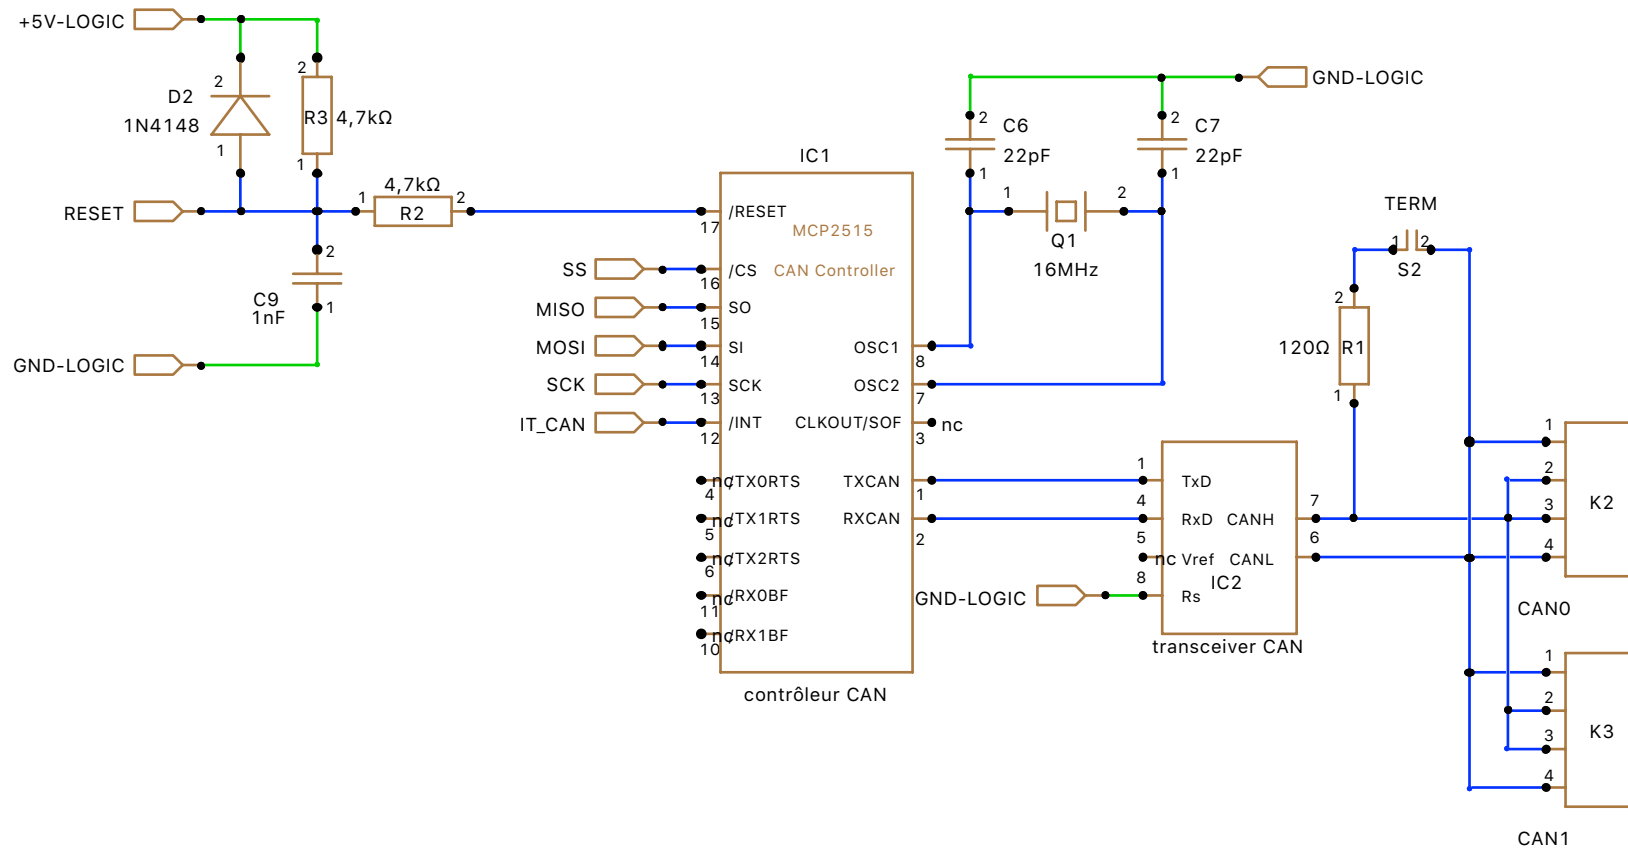 +5V-LOGIC
2
2
D2
1N4148
R3
4,7kΩ
1
1
RESET
4,7kΩ
1
2
R2
2
C9
1nF
1
GND-LOGIC
IC1
/RESET
17
MCP2515
CAN Controller
SS
/CS
16
MISO
SO
15
MOSI
SI
14
SCK
SCK
13
IT_CAN
/INT
12
nc
/TX0RTS
4
nc
/TX1RTS
5
nc
/TX2RTS
6
nc
/RX0BF
11
nc
/RX1BF
10
OSC1
8
OSC2
7
CLKOUT/SOF
nc
3
TXCAN
1
RXCAN
2
contrôleur CAN
GND-LOGIC
2
C6
22pF
1
2
C7
22pF
1
1
2
Q1
16MHz
TERM
1
2
S2
2
120Ω
R1
1
1
TxD
4
RxD
CANH
7
5
nc
Vref
CANL
6
IC2
GND-LOGIC
8
Rs
transceiver CAN
1
2
3
4
K2
CAN0
1
2
3
4
K3
CAN1